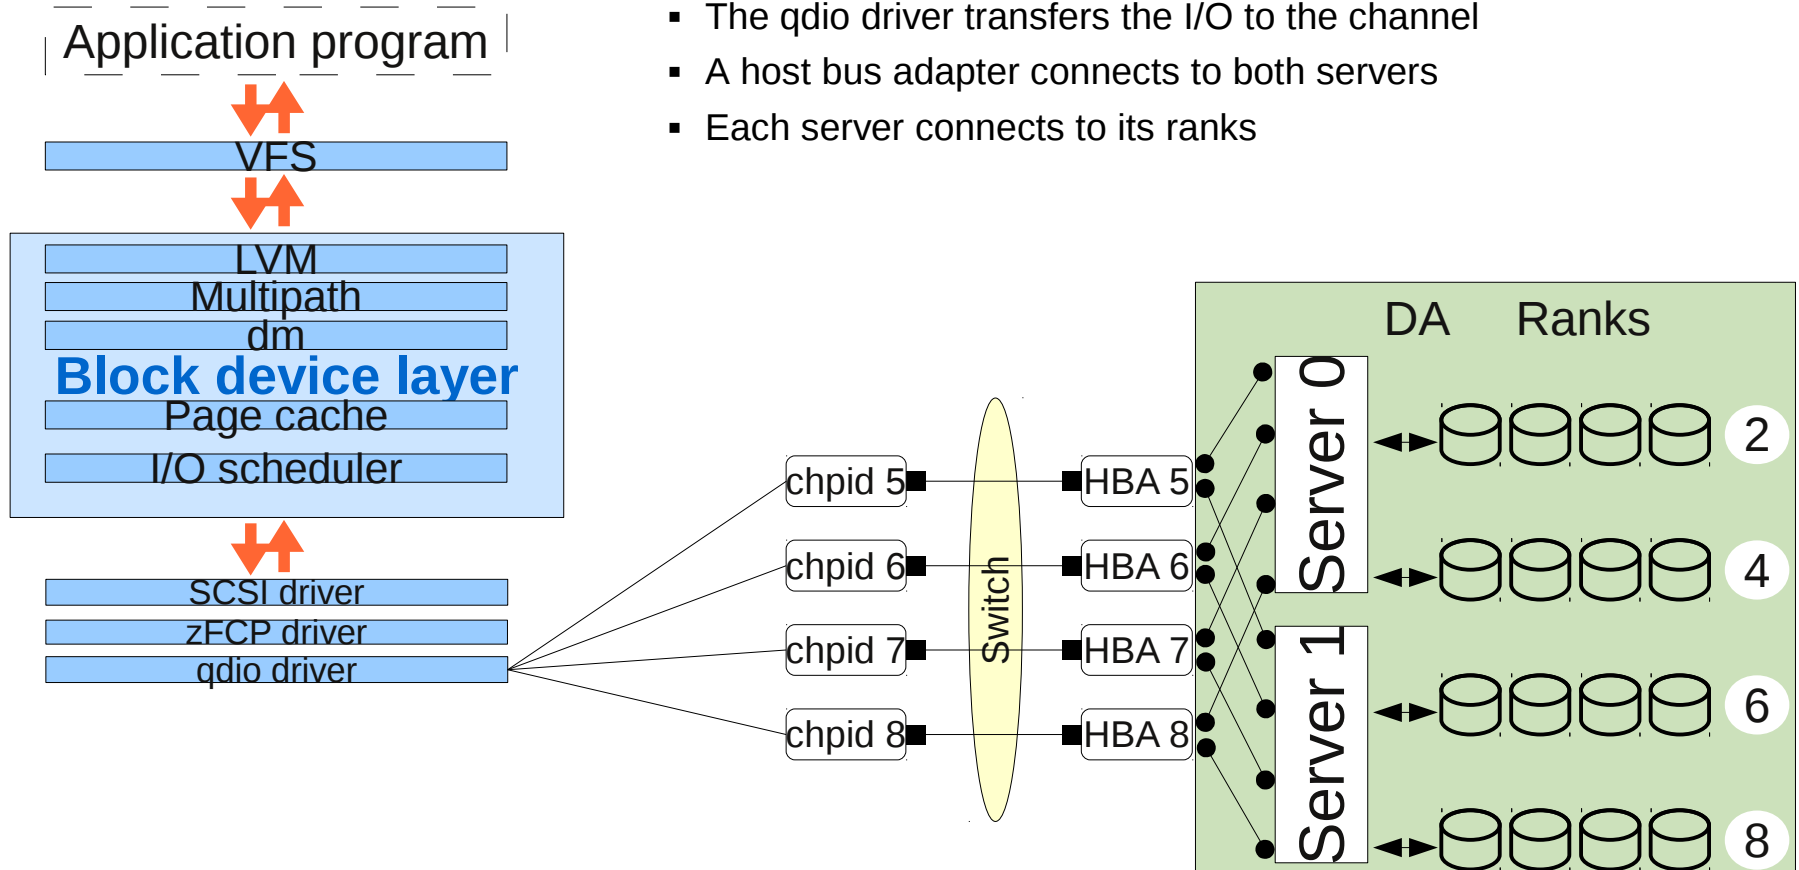 Application program
▪ The qdio driver transfers the I/O to the channel
▪ A host bus adapter connects to both servers
▪ Each server connects to its ranks
VFS
LVM
Multipath
dm
Block device layer
Page cache
I/O scheduler
SCSI driver
zFCP driver
qdio driver
chpid 5
chpid 6
chpid 7
chpid 8
Switch
HBA 5
HBA 6
HBA 7
HBA 8
DA Ranks
Server 0
Server 1
2
4
6
8